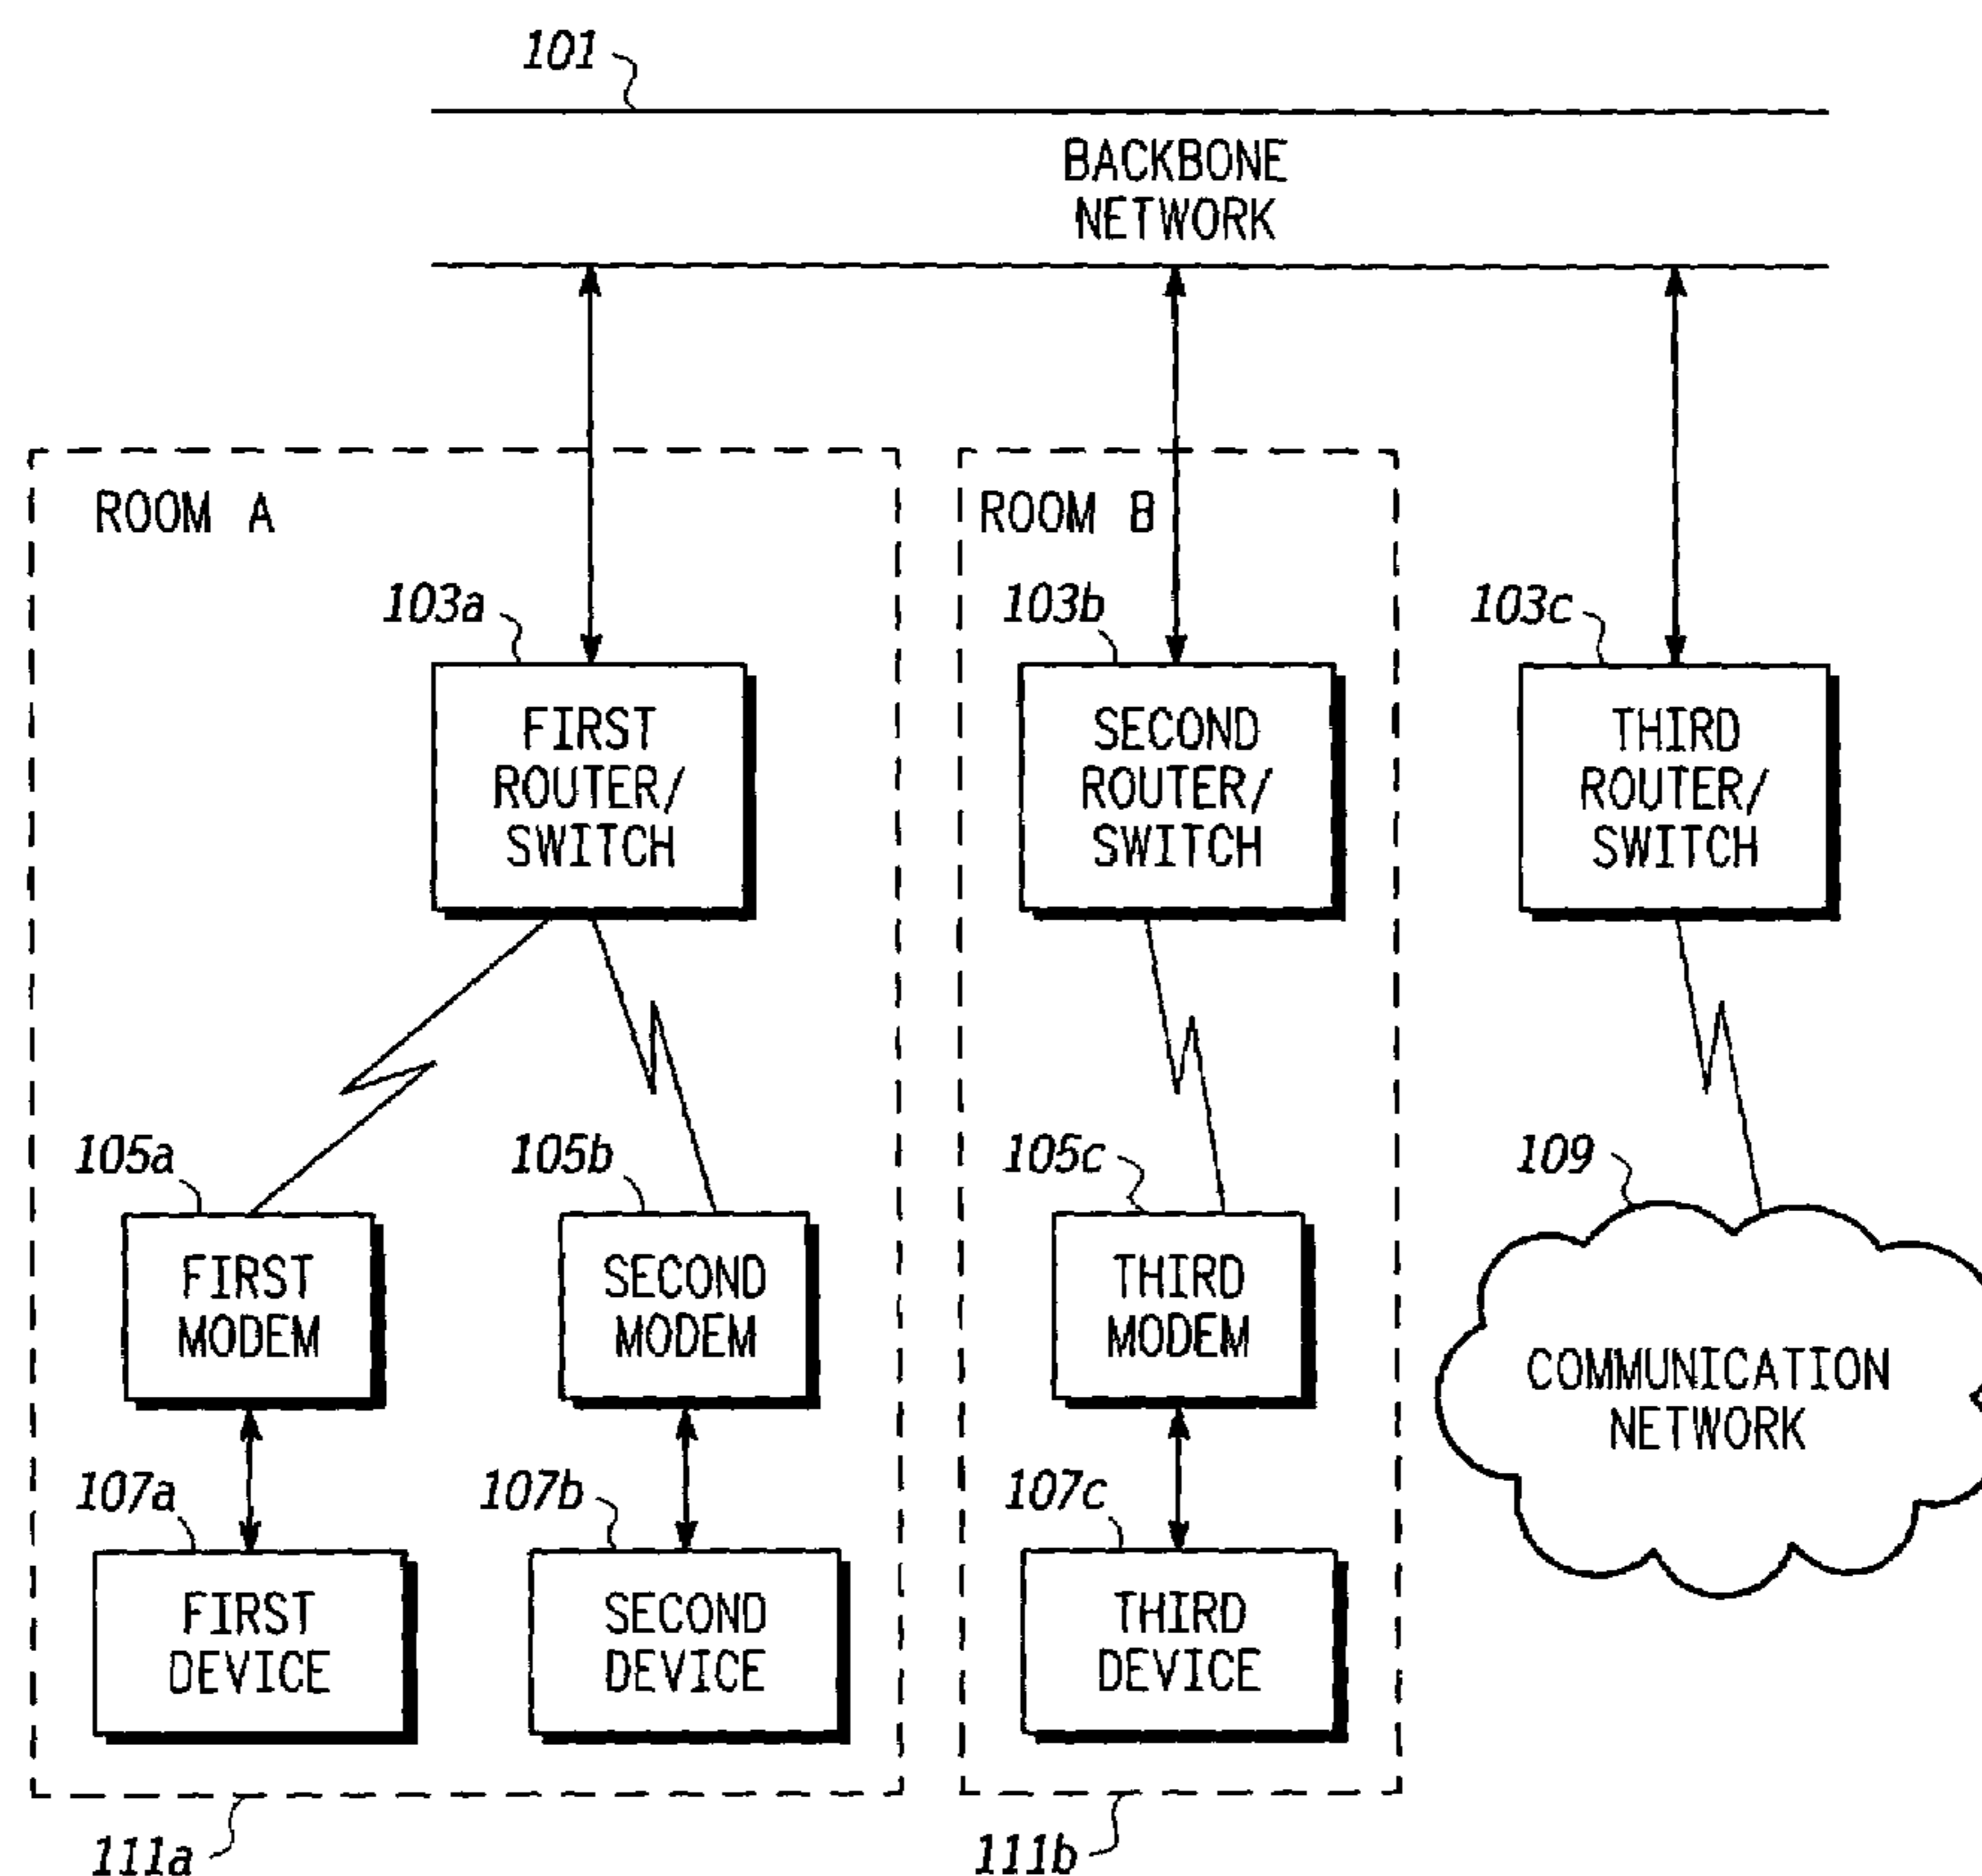 101
BACKBONE
NETWORK
ROOM A
ROOM B
103a
103b
103c
FIRST
ROUTER/
SWITCH
SECOND
ROUTER/
SWITCH
THIRD
ROUTER/
SWITCH
105a
105b
105c
109
FIRST
MODEM
SECOND
MODEM
THIRD
MODEM
COMMUNICATION
NETWORK
107a
107b
107c
FIRST
DEVICE
SECOND
DEVICE
THIRD
DEVICE
111a
111b